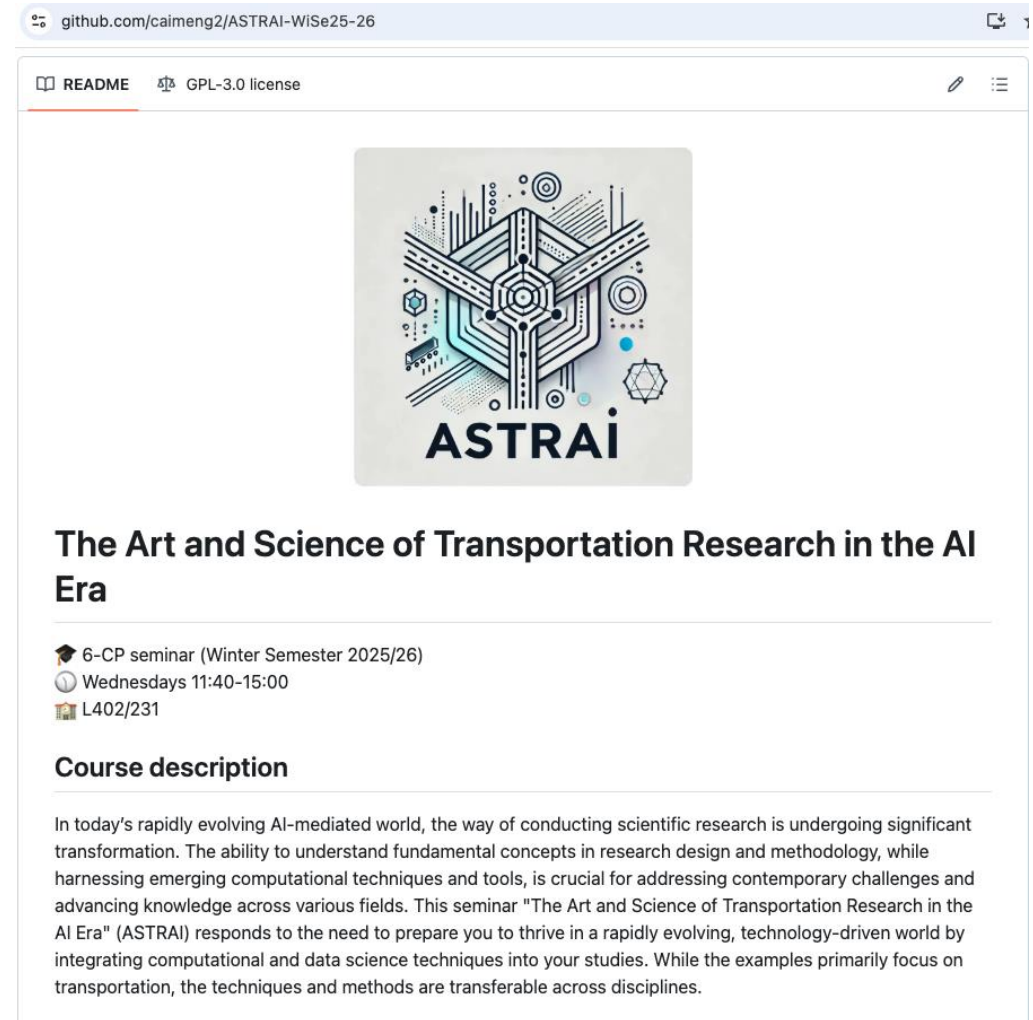 github.com/caimeng2/ASTRAI-WiSe25-26
README
GPL-3.0 license
ASTRAi
The Art and Science of Transportation Research in the AI
Era
6-CP seminar (Winter Semester 2025/26)
Wednesdays 11:40-15:00
L402/231
Course description
In today's rapidly evolving AI-mediated world, the way of conducting scientific research is undergoing significant
transformation. The ability to understand fundamental concepts in research design and methodology, while
harnessing emerging computational techniques and tools, is crucial for addressing contemporary challenges and
advancing knowledge across various fields. This seminar "The Art and Science of Transportation Research in the
AI Era" (ASTRAI) responds to the need to prepare you to thrive in a rapidly evolving, technology-driven world by
integrating computational and data science techniques into your studies. While the examples primarily focus on
transportation, the techniques and methods are transferable across disciplines.